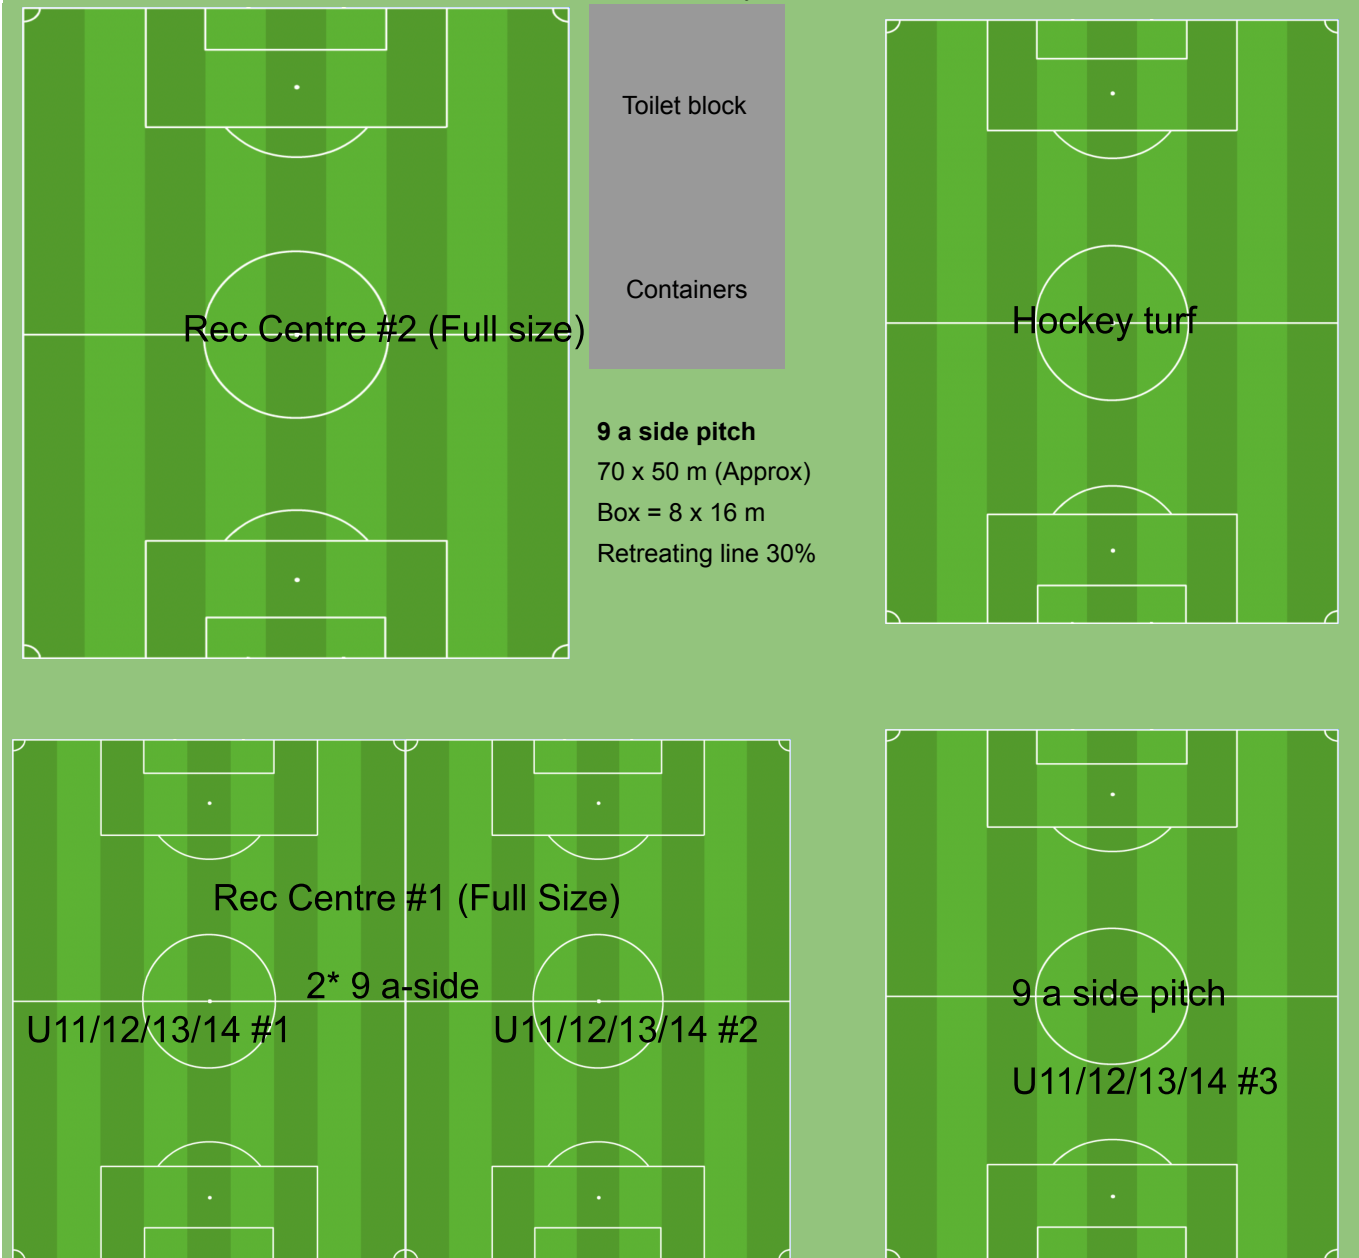 Toilet block
Containers
Rec Centre #2 (Full size)
Hockey turf
9 a side pitch
70 x 50 m (Approx)
Box = 8 x 16 m
Retreating line 30%
Rec Centre #1 (Full Size)
2* 9 a-side
U11/12/13/14 #1
U11/12/13/14 #2
9 a side pitch
U11/12/13/14 #3